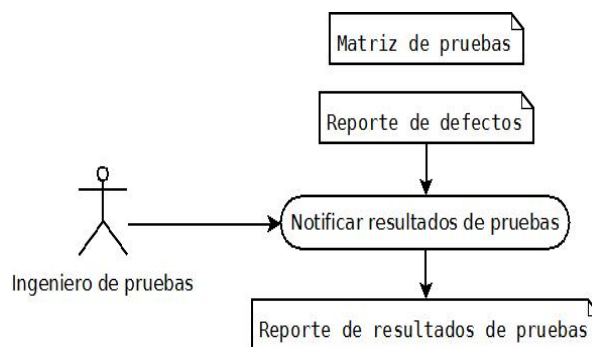 Matriz de pruebas
Reporte de defectos
Notificar resultados de pruebas
Ingeniero de pruebas
Reporte de resultados de pruebas